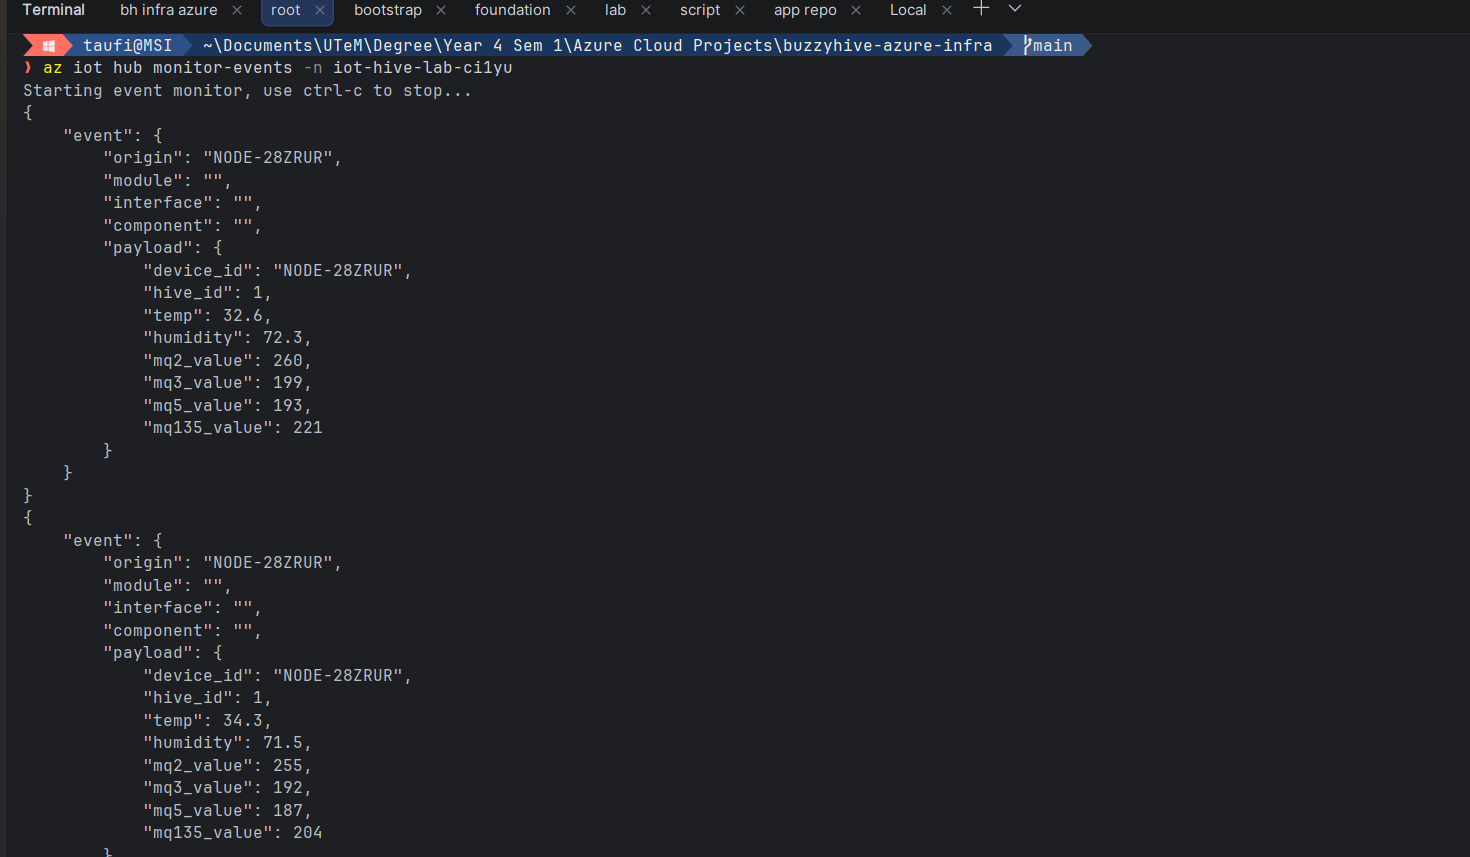 Terminal bh infra azure × root × bootstrap × foundation × lab × script × app repo × Local × +
taufi@MSI ~\Documents\UTeM\Degree\Year 4 Sem 1\Azure Cloud Projects\buzzyhive-azure-infra main
❯ az iot hub monitor-events -n iot-hive-lab-ci1yu
Starting event monitor, use ctrl-c to stop...
{
    "event": {
        "origin": "NODE-28ZRUR",
        "module": "",
        "interface": "",
        "component": "",
        "payload": {
            "device_id": "NODE-28ZRUR",
            "hive_id": 1,
            "temp": 32.6,
            "humidity": 72.3,
            "mq2_value": 260,
            "mq3_value": 199,
            "mq5_value": 193,
            "mq135_value": 221
        }
    }
}
{
    "event": {
        "origin": "NODE-28ZRUR",
        "module": "",
        "interface": "",
        "component": "",
        "payload": {
            "device_id": "NODE-28ZRUR",
            "hive_id": 1,
            "temp": 34.3,
            "humidity": 71.5,
            "mq2_value": 255,
            "mq3_value": 192,
            "mq5_value": 187,
            "mq135_value": 204
        }